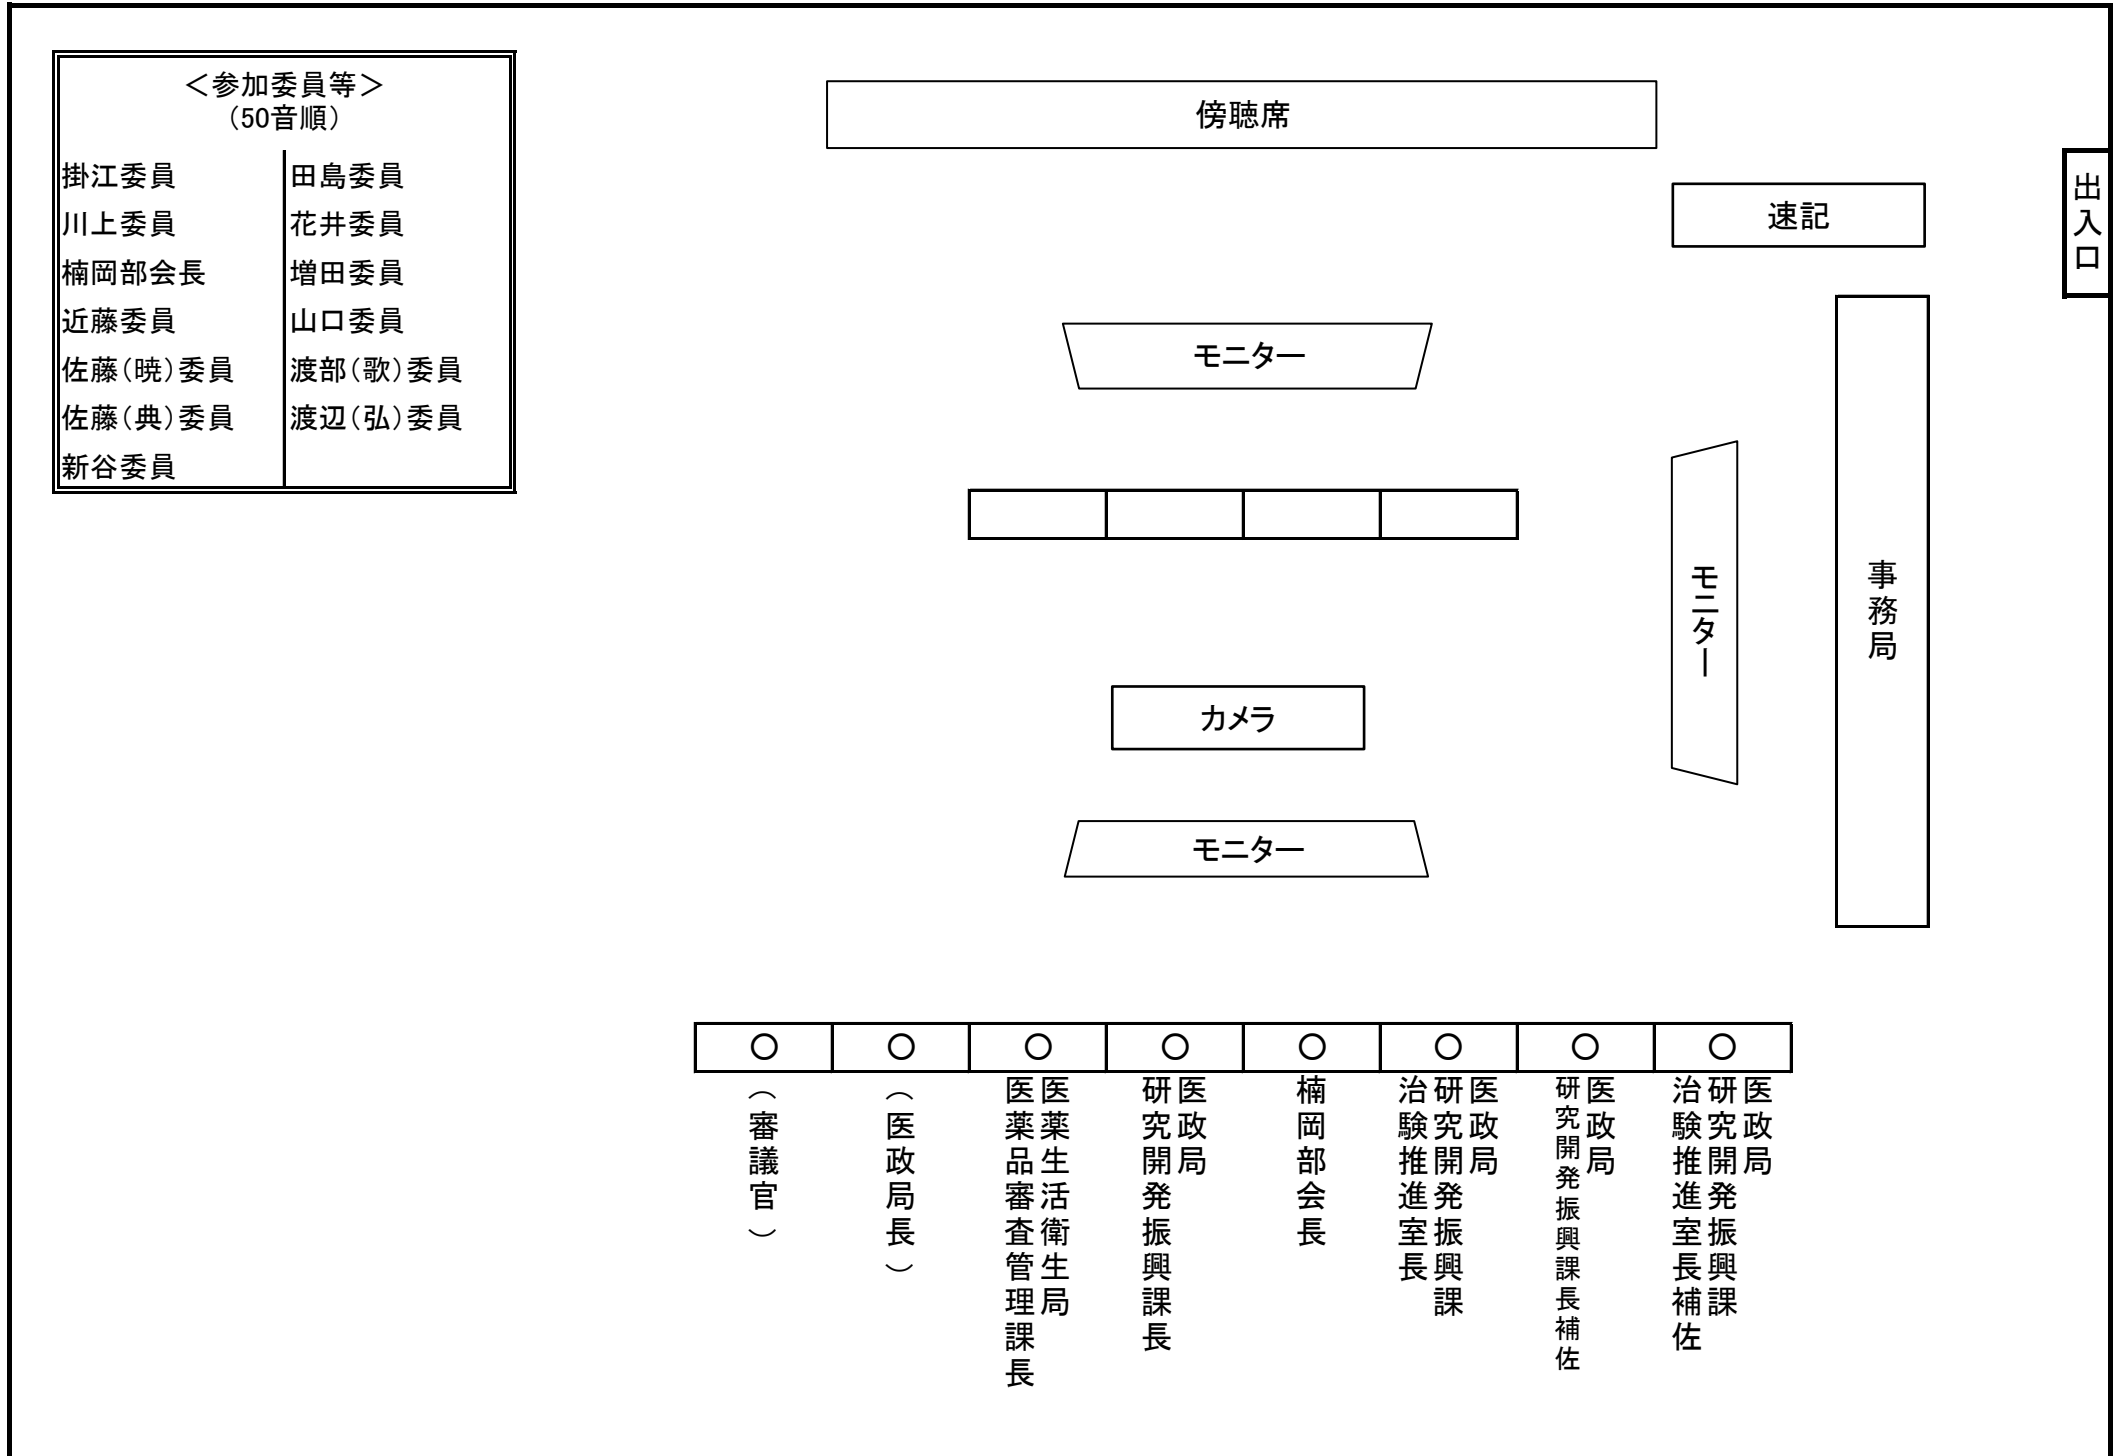 ＜参加委員等＞
（50音順）
掛江委員
川上委員
楠岡部会長
近藤委員
佐藤（暁）委員
佐藤（典）委員
新谷委員
田島委員
花井委員
増田委員
山口委員
渡部（歌）委員
渡辺（弘）委員
傍聴席
速記
出入口
モニター
モニター
事務局
カメラ
モニター
○ ○ ○ ○ ○ ○ ○ ○
（審議官）
（医政局長）
医薬生活衛生局
医薬品審査管理課長
医政局
研究開発振興課長
楠岡部会長
医政局
研究開発振興課
治験推進室長
医政局
研究開発振興課長補佐
医政局
研究開発振興課
治験推進室長補佐